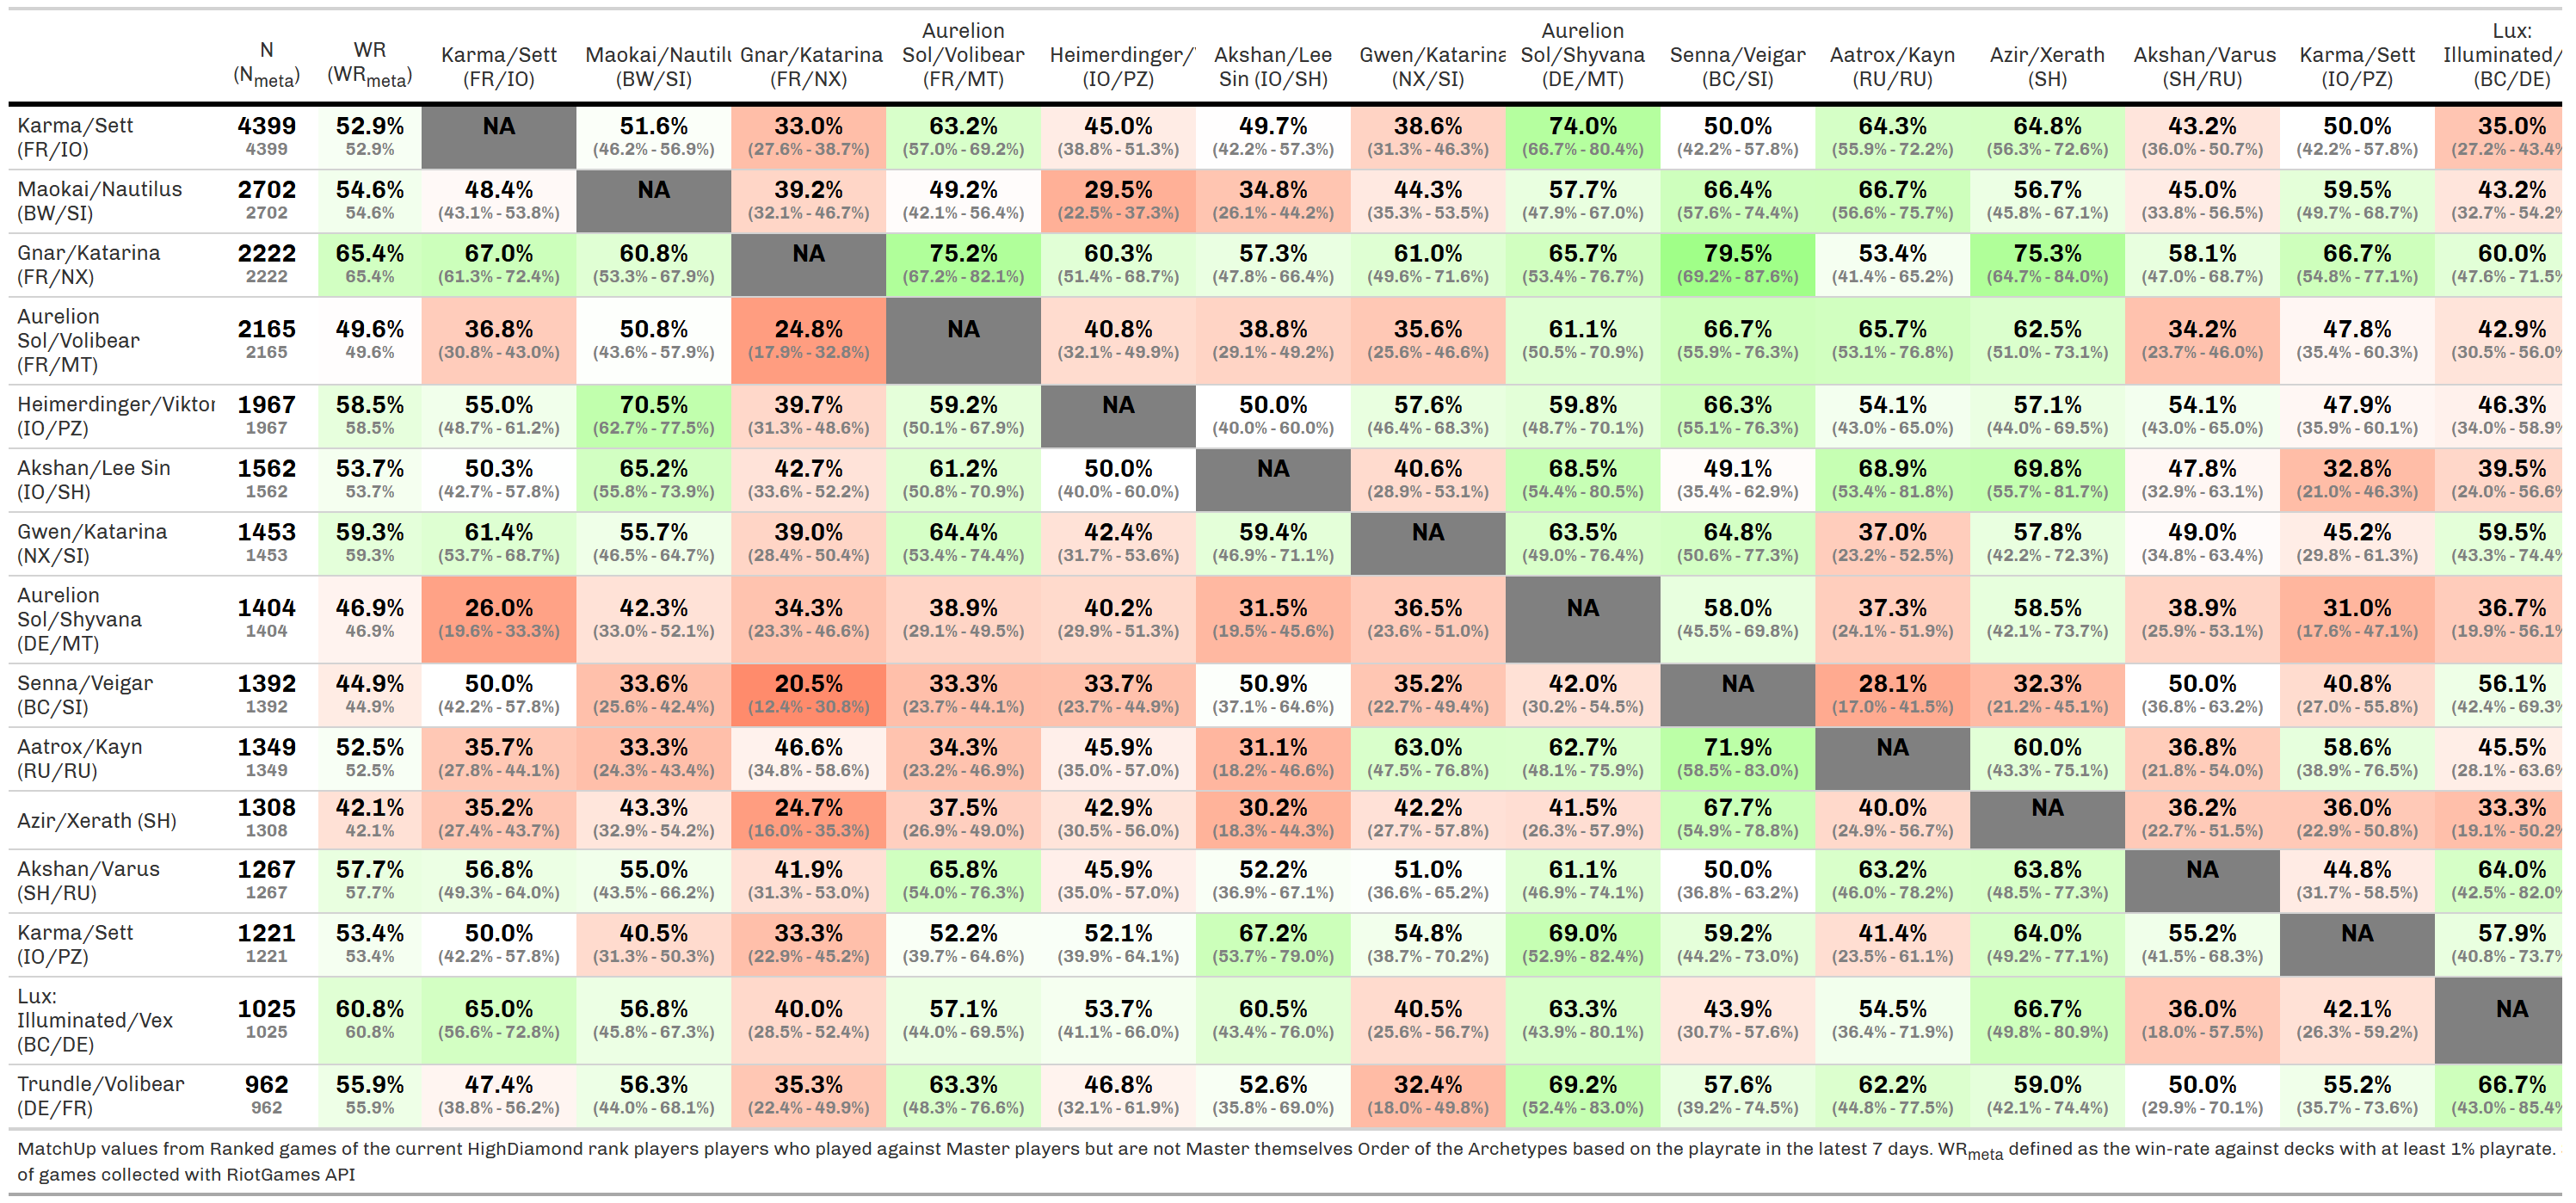 N (Nmeta) WR (WRmeta) Karma/Sett (FR/IO) Maokai/Nautilu (BW/SI) Gnar/Katarina (FR/NX) Aurelion Sol/Volibear (FR/MT) Heimerdinger/ (IO/PZ) Akshan/Lee Sin (IO/SH) Gwen/Katarina (NX/SI) Aurelion Sol/Shyvana (DE/MT) Senna/Veigar (BC/SI) Aatrox/Kayn (RU/RU) Azir/Xerath (SH) Akshan/Varus (SH/RU) Karma/Sett (IO/PZ) Lux: Illuminated/ (BC/DE)
Karma/Sett 4399 52.9% NA 51.6% 33.0% 63.2% 45.0% 49.7% 38.6% 74.0% 50.0% 64.3% 64.8% 43.2% 50.0% 35.0%
(FR/IO) 4399 52.9% (46.2% - 56.9%) (27.6% - 38.7%) (57.0% - 69.2%) (38.8% - 51.3%) (42.2% - 57.3%) (31.3% - 46.3%) (66.7% - 80.4%) (42.2% - 57.8%) (55.9% - 72.2%) (56.3% - 72.6%) (36.0% - 50.7%) (42.2% - 57.8%) (27.2% - 43.4%
Maokai/Nautilus 2702 54.6% 48.4% NA 39.2% 49.2% 29.5% 34.8% 44.3% 57.7% 66.4% 66.7% 56.7% 45.0% 59.5% 43.2%
(BW/SI) 2702 54.6% (43.1% - 53.8%) (32.1% - 46.7%) (42.1% - 56.4%) (22.5% - 37.3%) (26.1% - 44.2%) (35.3% - 53.5%) (47.9% - 67.0%) (57.6% - 74.4%) (56.6% - 75.7%) (45.8% - 67.1%) (33.8% - 56.5%) (49.7% - 68.7%) (32.7% - 54.2%
Gnar/Katarina 2222 65.4% 67.0% 60.8% NA 75.2% 60.3% 57.3% 61.0% 65.7% 79.5% 53.4% 75.3% 58.1% 66.7% 60.0%
(FR/NX) 2222 65.4% (61.3% - 72.4%) (53.3% - 67.9%) (67.2% - 82.1%) (51.4% - 68.7%) (47.8% - 66.4%) (49.6% - 71.6%) (53.4% - 76.7%) (69.2% - 87.6%) (41.4% - 65.2%) (64.7% - 84.0%) (47.0% - 68.7%) (54.8% - 77.1%) (47.6% - 71.5%
Aurelion
Sol/Volibear 2165 49.6% 36.8% 50.8% 24.8% NA 40.8% 38.8% 35.6% 61.1% 66.7% 65.7% 62.5% 34.2% 47.8% 42.9%
(FR/MT) 2165 49.6% (30.8% - 43.0%) (43.6% - 57.9%) (17.9% - 32.8%) (32.1% - 49.9%) (29.1% - 49.2%) (25.6% - 46.6%) (50.5% - 70.9%) (55.9% - 76.3%) (53.1% - 76.8%) (51.0% - 73.1%) (23.7% - 46.0%) (35.4% - 60.3%) (30.5% - 56.0%
Heimerdinger/Viktor 1967 58.5% 55.0% 70.5% 39.7% 59.2% NA 50.0% 57.6% 59.8% 66.3% 54.1% 57.1% 54.1% 47.9% 46.3%
(IO/PZ) 1967 58.5% (48.7% - 61.2%) (62.7% - 77.5%) (31.3% - 48.6%) (50.1% - 67.9%) (40.0% - 60.0%) (46.4% - 68.3%) (48.7% - 70.1%) (55.1% - 76.3%) (43.0% - 65.0%) (44.0% - 69.5%) (43.0% - 65.0%) (35.9% - 60.1%) (34.0% - 58.9%
Akshan/Lee Sin 1562 53.7% 50.3% 65.2% 42.7% 61.2% 50.0% NA 40.6% 68.5% 49.1% 68.9% 69.8% 47.8% 32.8% 39.5%
(IO/SH) 1562 53.7% (42.7% - 57.8%) (55.8% - 73.9%) (33.6% - 52.2%) (50.8% - 70.9%) (40.0% - 60.0%) (28.9% - 53.1%) (54.4% - 80.5%) (35.4% - 62.9%) (53.4% - 81.8%) (55.7% - 81.7%) (32.9% - 63.1%) (21.0% - 46.3%) (24.0% - 56.6%
Gwen/Katarina 1453 59.3% 61.4% 55.7% 39.0% 64.4% 42.4% 59.4% NA 63.5% 64.8% 37.0% 57.8% 49.0% 45.2% 59.5%
(NX/SI) 1453 59.3% (53.7% - 68.7%) (46.5% - 64.7%) (28.4% - 50.4%) (53.4% - 74.4%) (31.7% - 53.6%) (46.9% - 71.1%) (49.0% - 76.4%) (50.6% - 77.3%) (23.2% - 52.5%) (42.2% - 72.3%) (34.8% - 63.4%) (29.8% - 61.3%) (43.3% - 74.4%
Aurelion
Sol/Shyvana 1404 46.9% 26.0% 42.3% 34.3% 38.9% 40.2% 31.5% 36.5% NA 58.0% 37.3% 58.5% 38.9% 31.0% 36.7%
(DE/MT) 1404 46.9% (19.6% - 33.3%) (33.0% - 52.1%) (23.3% - 46.6%) (29.1% - 49.5%) (29.9% - 51.3%) (19.5% - 45.6%) (23.6% - 51.0%) (45.5% - 69.8%) (24.1% - 51.9%) (42.1% - 73.7%) (25.9% - 53.1%) (17.6% - 47.1%) (19.9% - 56.1%
Senna/Veigar 1392 44.9% 50.0% 33.6% 20.5% 33.3% 33.7% 50.9% 35.2% 42.0% NA 28.1% 32.3% 50.0% 40.8% 56.1%
(BC/SI) 1392 44.9% (42.2% - 57.8%) (25.6% - 42.4%) (12.4% - 30.8%) (23.7% - 44.1%) (23.7% - 44.9%) (37.1% - 64.6%) (22.7% - 49.4%) (30.2% - 54.5%) (17.0% - 41.5%) (21.2% - 45.1%) (36.8% - 63.2%) (27.0% - 55.8%) (42.4% - 69.3%
Aatrox/Kayn 1349 52.5% 35.7% 33.3% 46.6% 34.3% 45.9% 31.1% 63.0% 62.7% 71.9% NA 60.0% 36.8% 58.6% 45.5%
(RU/RU) 1349 52.5% (27.8% - 44.1%) (24.3% - 43.4%) (34.8% - 58.6%) (23.2% - 46.9%) (35.0% - 57.0%) (18.2% - 46.6%) (47.5% - 76.8%) (48.1% - 75.9%) (58.5% - 83.0%) (43.3% - 75.1%) (21.8% - 54.0%) (38.9% - 76.5%) (28.1% - 63.6%
Azir/Xerath (SH) 1308 42.1% 35.2% 43.3% 24.7% 37.5% 42.9% 30.2% 42.2% 41.5% 67.7% 40.0% NA 36.2% 36.0% 33.3%
1308 42.1% (27.4% - 43.7%) (32.9% - 54.2%) (16.0% - 35.3%) (26.9% - 49.0%) (30.5% - 56.0%) (18.3% - 44.3%) (27.7% - 57.8%) (26.3% - 57.9%) (54.9% - 78.8%) (24.9% - 56.7%) (22.7% - 51.5%) (22.9% - 50.8%) (19.1% - 50.2%
Akshan/Varus 1267 57.7% 56.8% 55.0% 41.9% 65.8% 45.9% 52.2% 51.0% 61.1% 50.0% 63.2% 63.8% NA 44.8% 64.0%
(SH/RU) 1267 57.7% (49.3% - 64.0%) (43.5% - 66.2%) (31.3% - 53.0%) (54.0% - 76.3%) (35.0% - 57.0%) (36.9% - 67.1%) (36.6% - 65.2%) (46.9% - 74.1%) (36.8% - 63.2%) (46.0% - 78.2%) (48.5% - 77.3%) (31.7% - 58.5%) (42.5% - 82.0%
Karma/Sett 1221 53.4% 50.0% 40.5% 33.3% 52.2% 52.1% 67.2% 54.8% 69.0% 59.2% 41.4% 64.0% 55.2% NA 57.9%
(IO/PZ) 1221 53.4% (42.2% - 57.8%) (31.3% - 50.3%) (22.9% - 45.2%) (39.7% - 64.6%) (39.9% - 64.1%) (53.7% - 79.0%) (38.7% - 70.2%) (52.9% - 82.4%) (44.2% - 73.0%) (23.5% - 61.1%) (49.2% - 77.1%) (41.5% - 68.3%) (40.8% - 73.7%
Lux:
Illuminated/Vex 1025 60.8% 65.0% 56.8% 40.0% 57.1% 53.7% 60.5% 40.5% 63.3% 43.9% 54.5% 66.7% 36.0% 42.1% NA
(BC/DE) 1025 60.8% (56.6% - 72.8%) (45.8% - 67.3%) (28.5% - 52.4%) (44.0% - 69.5%) (41.1% - 66.0%) (43.4% - 76.0%) (25.6% - 56.7%) (43.9% - 80.1%) (30.7% - 57.6%) (36.4% - 71.9%) (49.8% - 80.9%) (18.0% - 57.5%) (26.3% - 59.2%)
Trundle/Volibear 962 55.9% 47.4% 56.3% 35.3% 63.3% 46.8% 52.6% 32.4% 69.2% 57.6% 62.2% 59.0% 50.0% 55.2% 66.7%
(DE/FR) 962 55.9% (38.8% - 56.2%) (44.0% - 68.1%) (22.4% - 49.9%) (48.3% - 76.6%) (32.1% - 61.9%) (35.8% - 69.0%) (18.0% - 49.8%) (52.4% - 83.0%) (39.2% - 74.5%) (44.8% - 77.5%) (42.1% - 74.4%) (29.9% - 70.1%) (35.7% - 73.6%) (43.0% - 85.4%
MatchUp values from Ranked games of the current HighDiamond rank players players who played against Master players but are not Master themselves Order of the Archetypes based on the playrate in the latest 7 days. WRmeta defined as the win-rate against decks with at least 1% playrate.
of games collected with RiotGames API